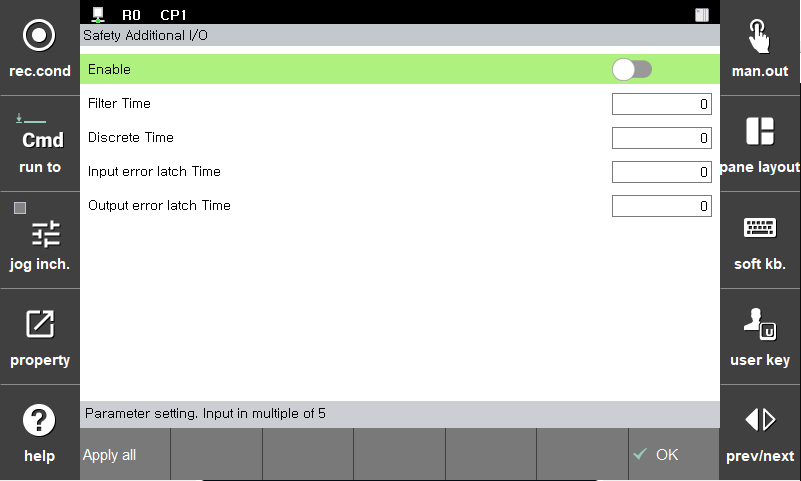 R0 CP1
Safety Additional I/O
rec.cond
Cmd
run to
jog inch.
property
?
help
Enable
Filter Time 0
Discrete Time 0
Input error latch Time 0
Output error latch Time 0
Parameter setting. Input in multiple of 5
Apply all
OK
man.out
pane layout
soft kb.
U
user key
prev/next